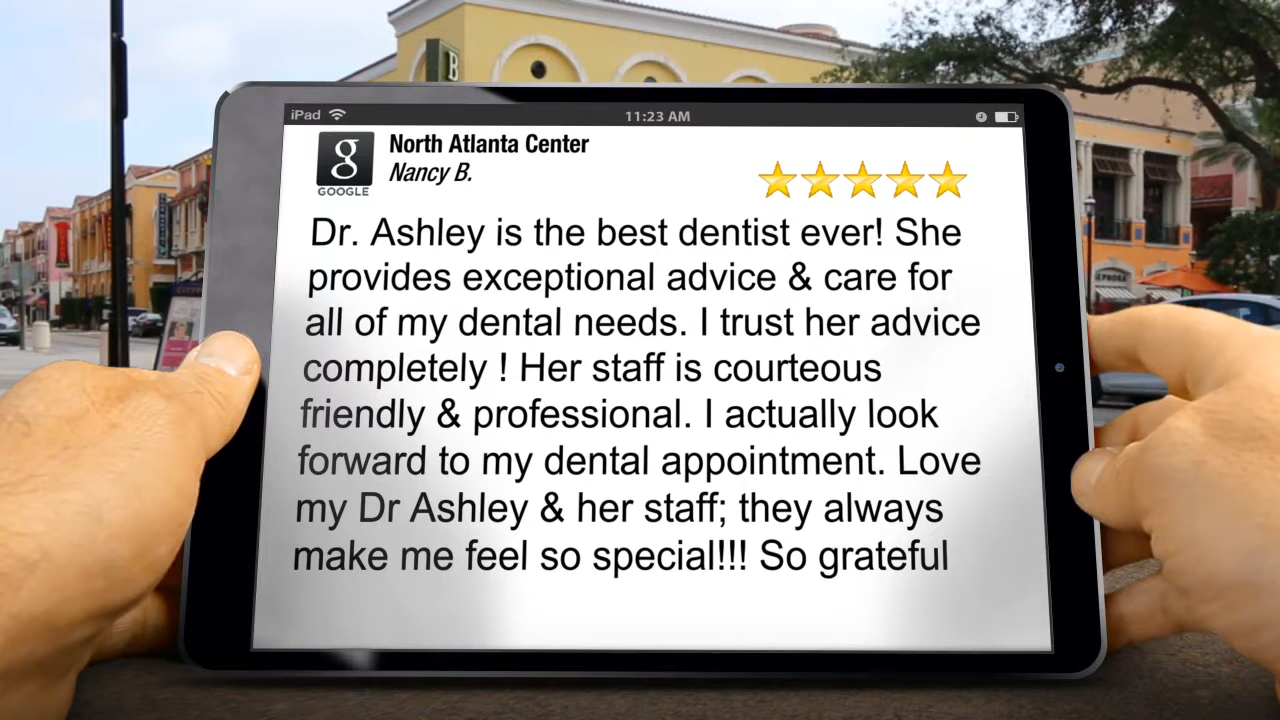 iPad 11:23 AM
g
GOOGLE
North Atlanta Center
Nancy B.
Dr. Ashley is the best dentist ever! She
provides exceptional advice & care for
all of my dental needs. I trust her advice
completely ! Her staff is courteous
friendly & professional. I actually look
forward to my dental appointment. Love
my Dr Ashley & her staff; they always
make me feel so special!!! So grateful
B